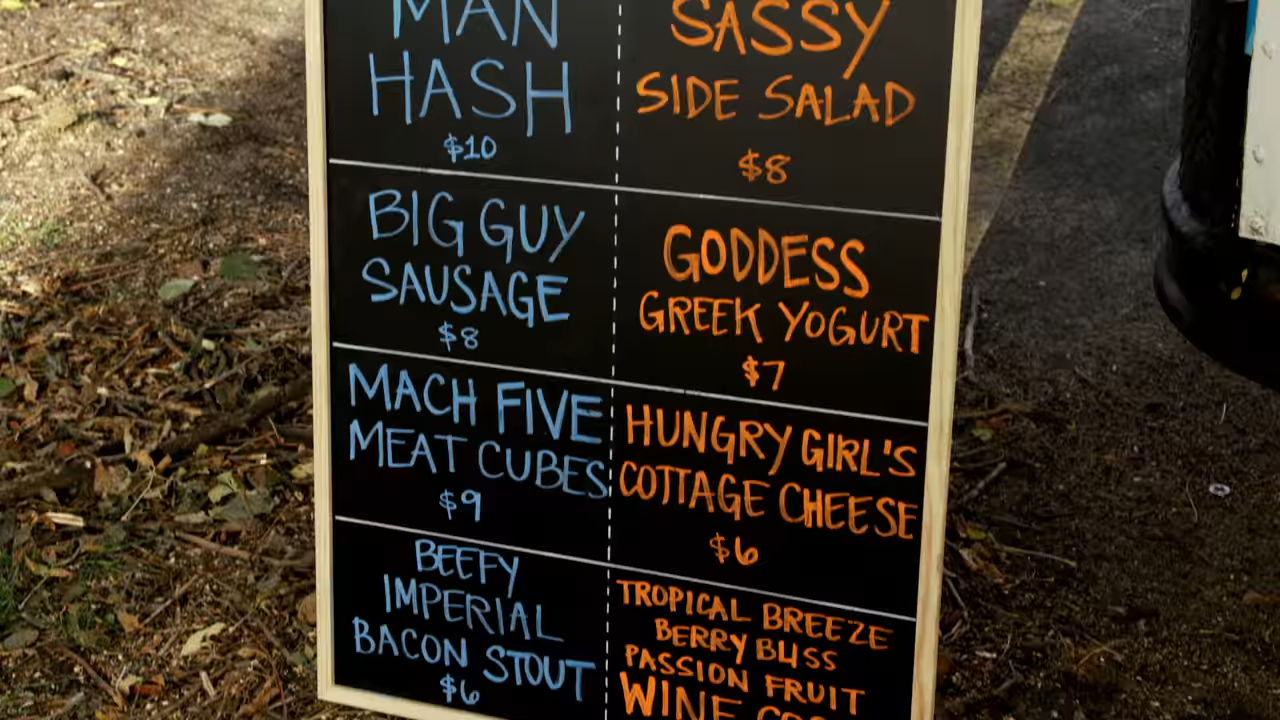 MAN
HASH
$10
BIG GUY
SAUSAGE
$8
MACH FIVE
MEAT CUBES
$9
BEEFY
IMPERIAL
BACON STOUT
$6
SASSY
SIDE SALAD
$8
GODDESS
GREEK YOGURT
$7
HUNGRY GIRL'S
COTTAGE CHEESE
$6
TROPICAL BREEZE
BERRY BLISS
PASSION FRUIT
WINE